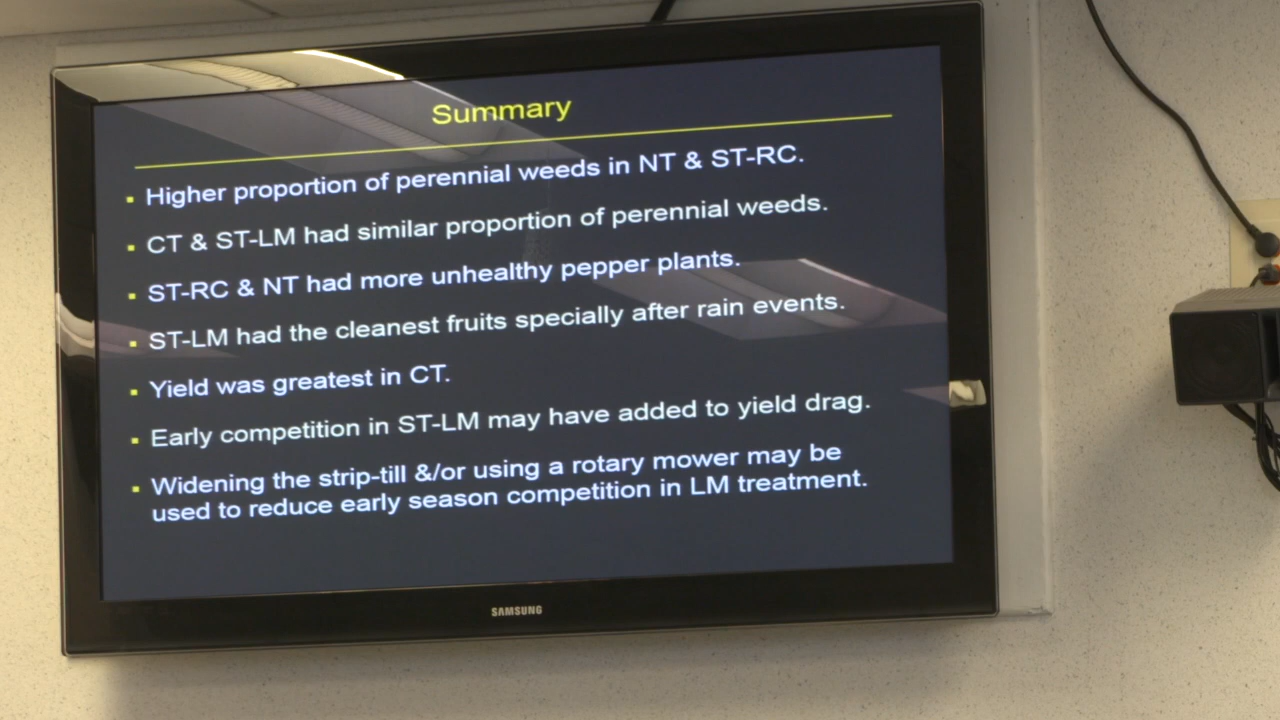 Summary
▪ Higher proportion of perennial weeds in NT & ST-RC.
▪ CT & ST-LM had similar proportion of perennial weeds.
▪ ST-RC & NT had more unhealthy pepper plants.
▪ ST-LM had the cleanest fruits specially after rain events.
▪ Yield was greatest in CT.
▪ Early competition in ST-LM may have added to yield drag.
▪ Widening the strip-till &/or using a rotary mower may be
used to reduce early season competition in LM treatment.
SAMSUNG